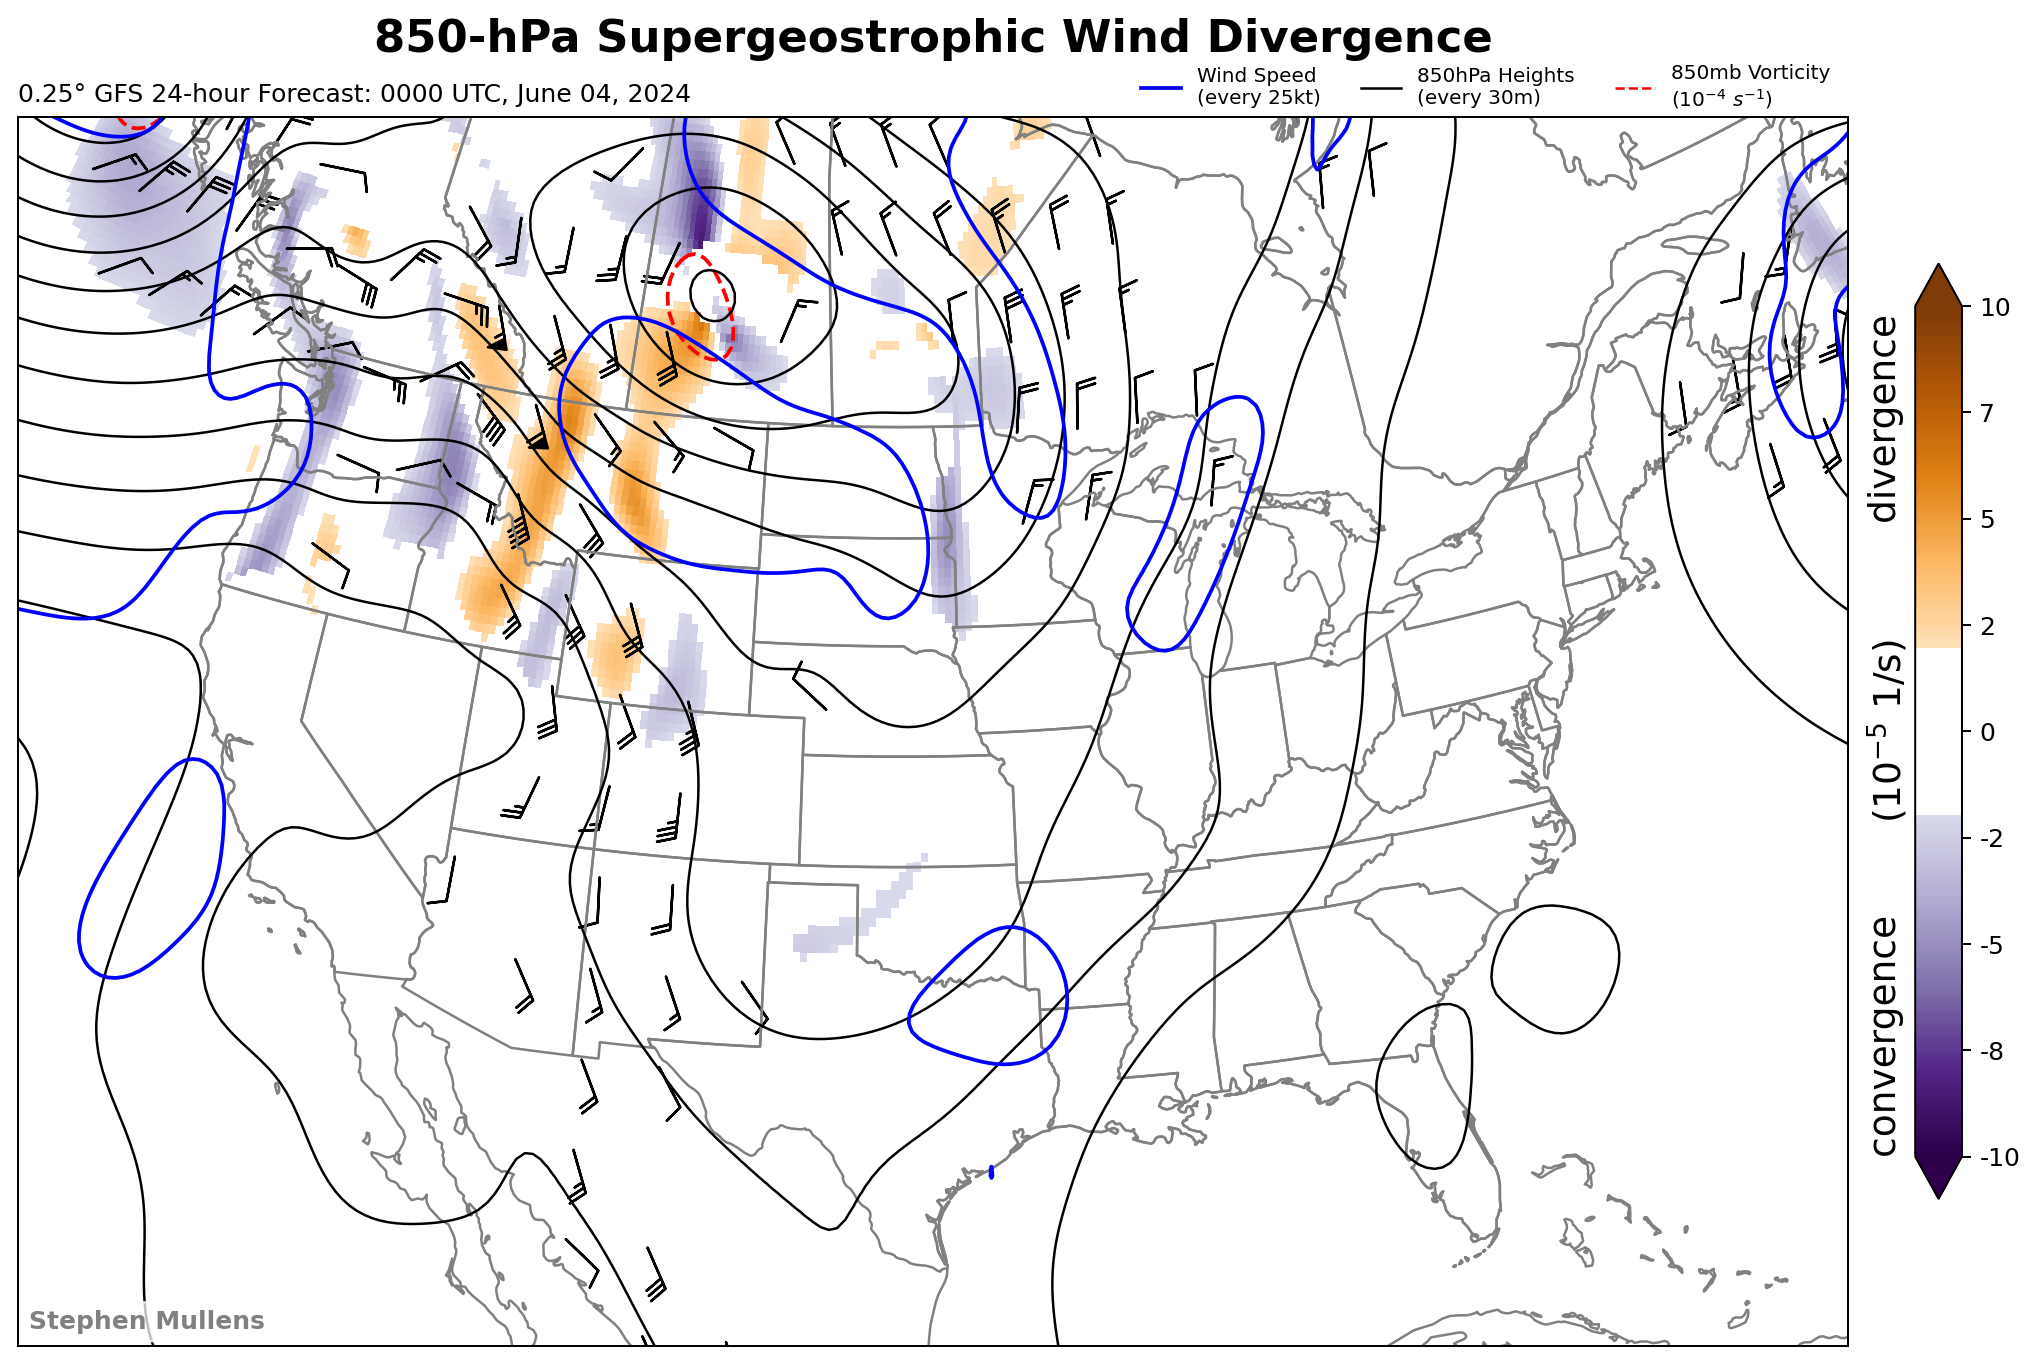 850-hPa Supergeostrophic Wind Divergence
0.25° GFS 24-hour Forecast: 0000 UTC, June 04, 2024
Wind Speed
(every 25kt)
850hPa Heights
(every 30m)
850mb Vorticity
(10⁻⁴ s⁻¹)
10
7
5
2
0
-2
-5
-8
-10
convergence (10⁻⁵ 1/s) divergence
Stephen Mullens